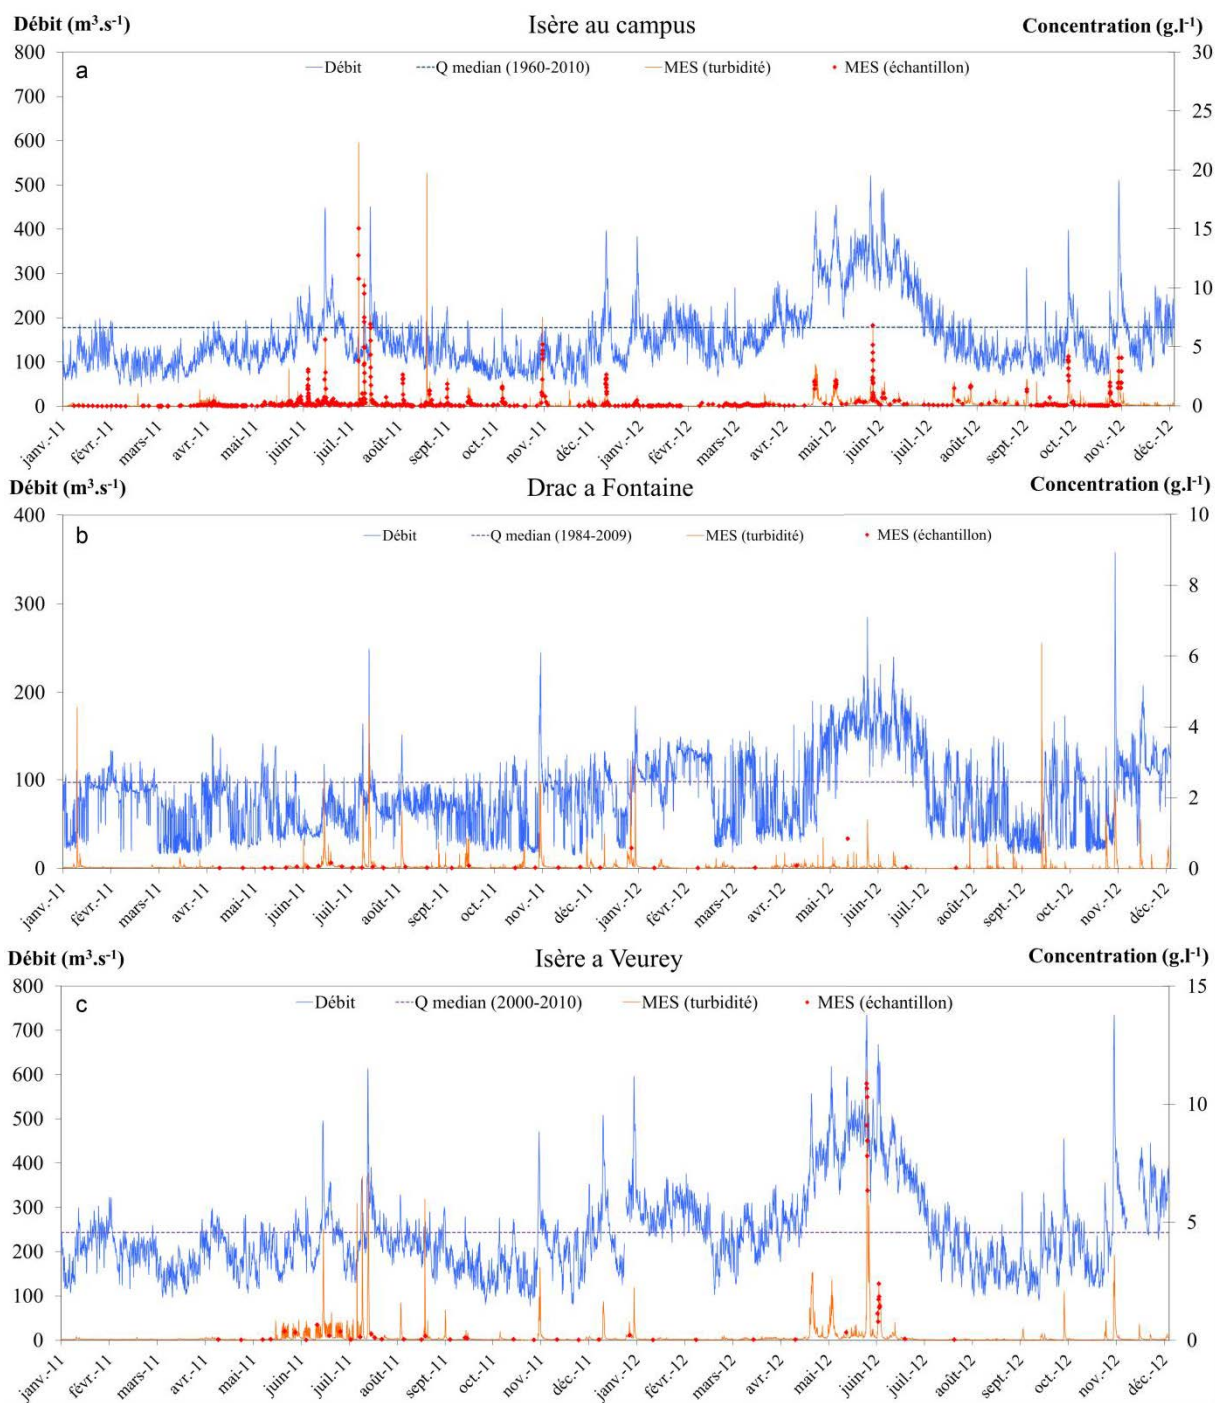 Débit (m³.s⁻¹) Isère au campus Concentration (g.l⁻¹)
a
Débit Q median (1960-2010) MES (turbidité) MES (échantillon)
800 30
700 25
600
500 20
400 15
300 10
200
100 5
0 0
janv.-11 févr.-11 mars-11 avr.-11 mai-11 juin-11 juil.-11 août-11 sept.-11 oct.-11 nov.-11 déc.-11 janv.-12 févr.-12 mars-12 avr.-12 mai-12 juin-12 juil.-12 août-12 sept.-12 oct.-12 nov.-12 déc.-12
Débit (m³.s⁻¹) Drac a Fontaine Concentration (g.l⁻¹)
b
Débit Q median (1984-2009) MES (turbidité) MES (échantillon)
400 10
300 8
200 6
100 4
0 2
0
janv.-11 févr.-11 mars-11 avr.-11 mai-11 juin-11 juil.-11 août-11 sept.-11 oct.-11 nov.-11 déc.-11 janv.-12 févr.-12 mars-12 avr.-12 mai-12 juin-12 juil.-12 août-12 sept.-12 oct.-12 nov.-12 déc.-12
Débit (m³.s⁻¹) Isère a Veurey Concentration (g.l⁻¹)
c
Débit Q median (2000-2010) MES (turbidité) MES (échantillon)
800 15
700
600
500 10
400
300 5
200
100
0 0
janv.-11 févr.-11 mars-11 avr.-11 mai-11 juin-11 juil.-11 août-11 sept.-11 oct.-11 nov.-11 déc.-11 janv.-12 févr.-12 mars-12 avr.-12 mai-12 juin-12 juil.-12 août-12 sept.-12 oct.-12 nov.-12 déc.-12